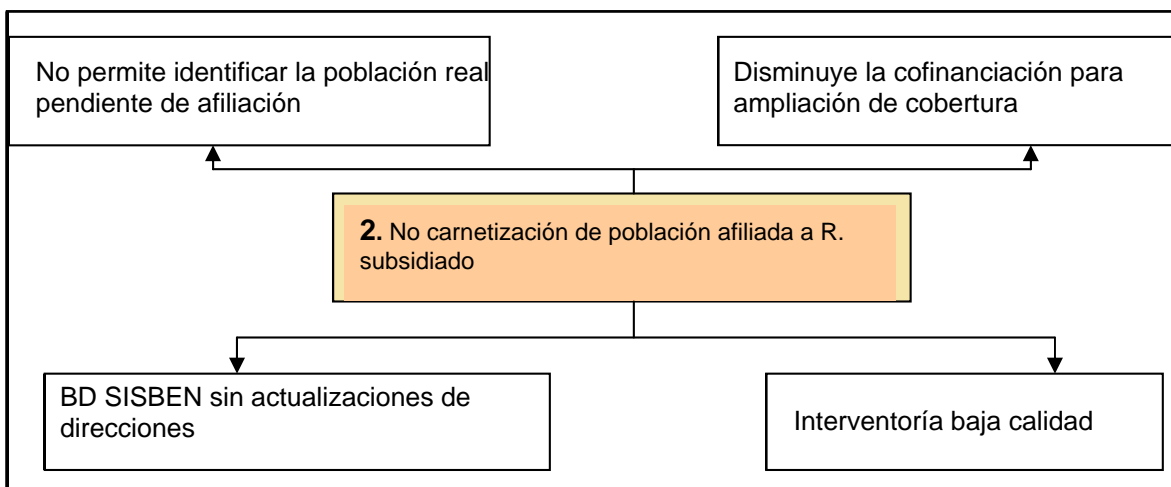 No permite identificar la población real
pendiente de afiliación
Disminuye la cofinanciación para
ampliación de cobertura
2. No carnetización de población afiliada a R.
subsidiado
BD SISBEN sin actualizaciones de
direcciones
Interventoría baja calidad